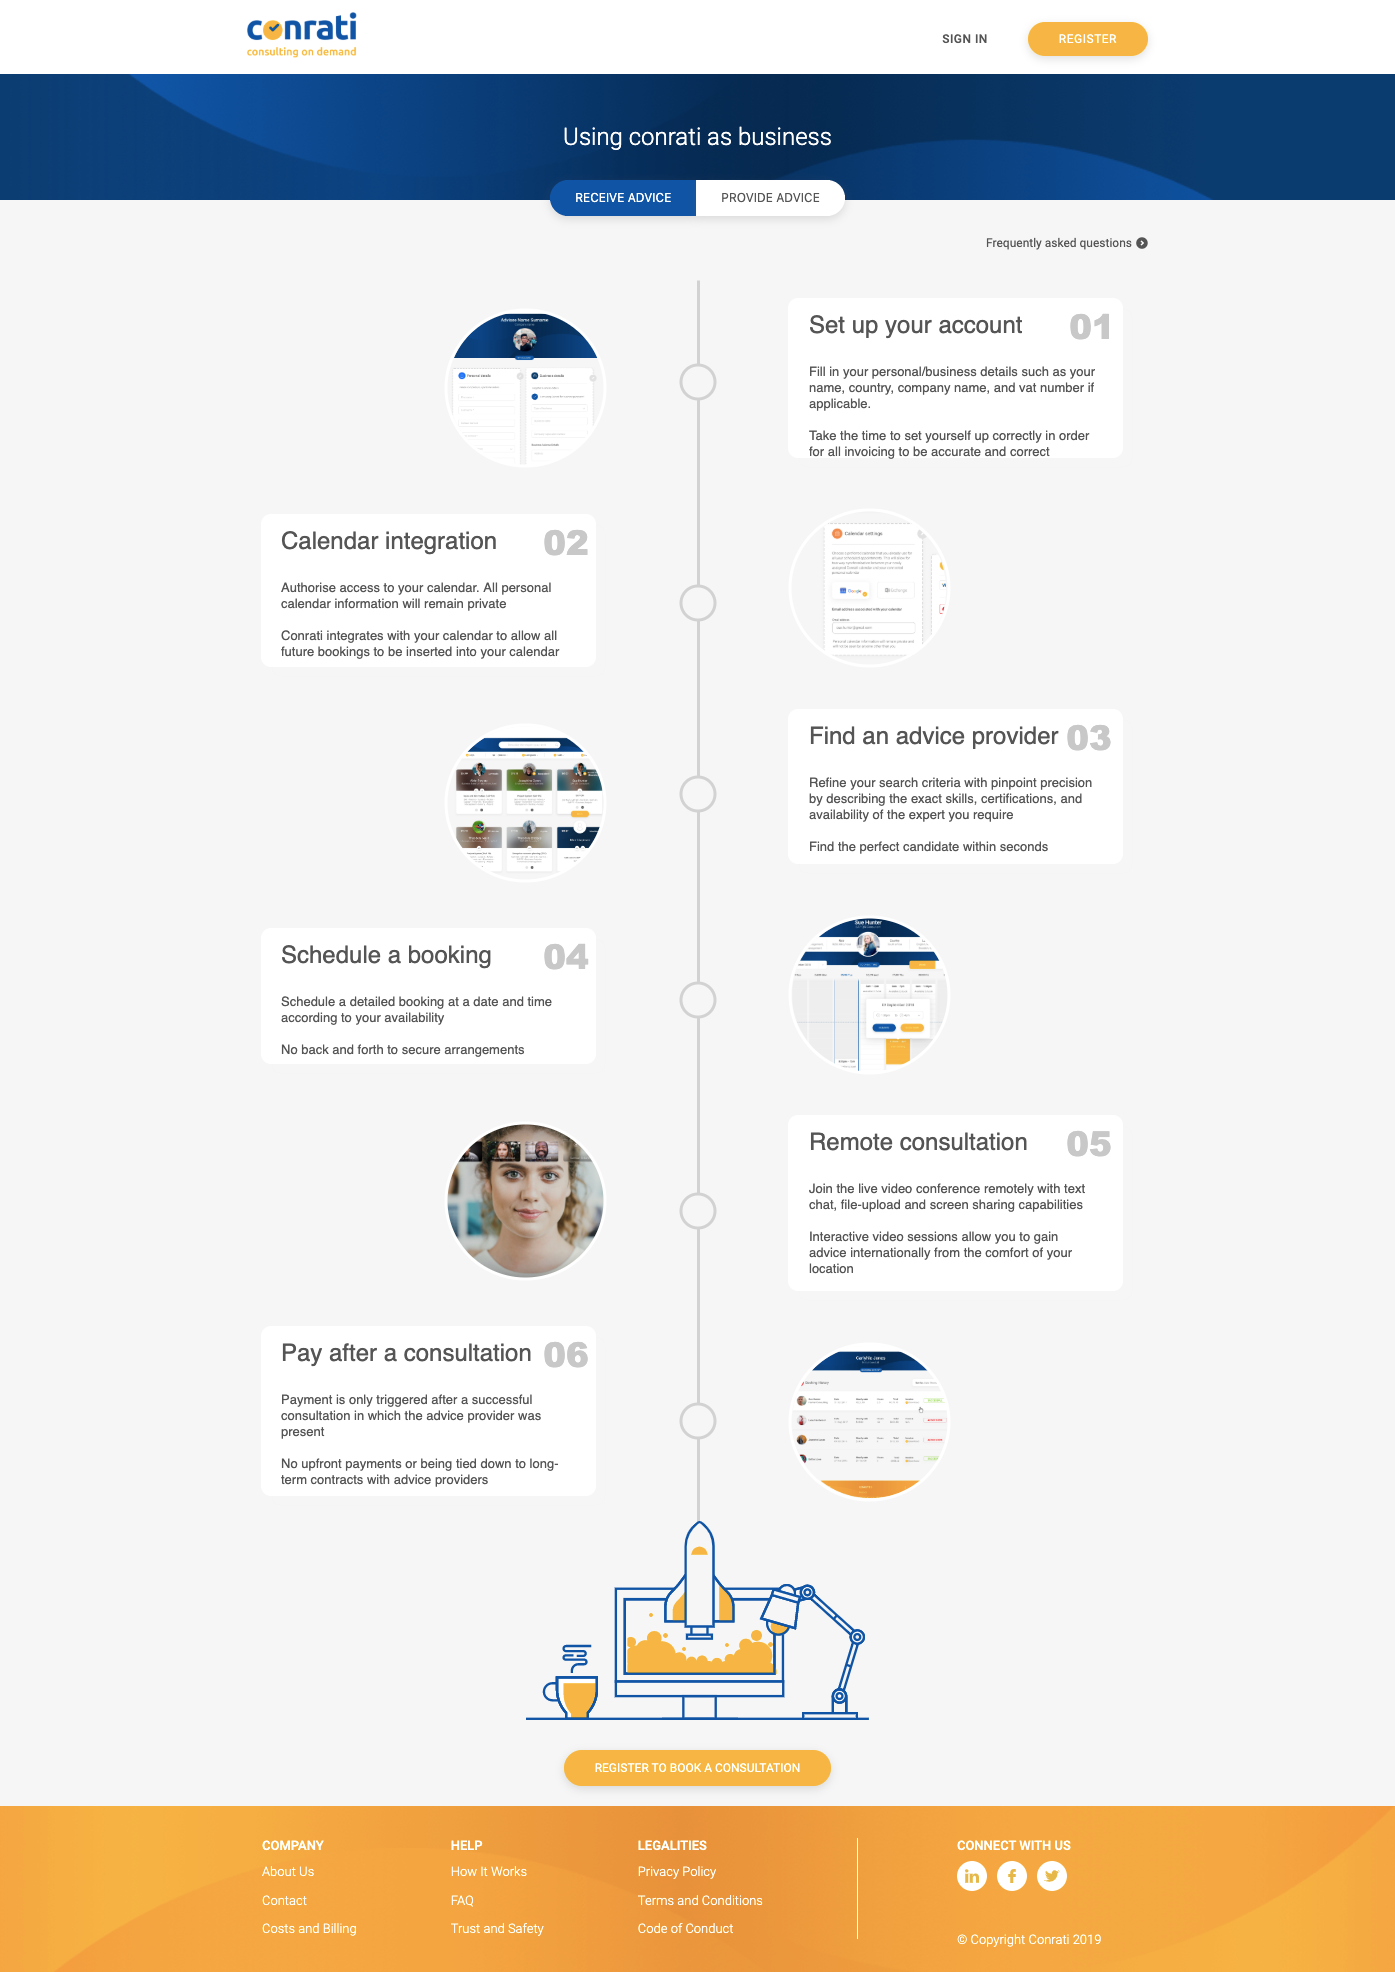 conrati
consulting on demand
SIGN IN
REGISTER
Using conrati as business
RECEIVE ADVICE
PROVIDE ADVICE
Frequently asked questions
Adviser Name Surname
Set up your account
01
Fill in your personal/business details such as your
name, country, company name, and vat number if
applicable.
Take the time to set yourself up correctly in order
for all invoicing to be accurate and correct
Calendar integration
02
Authorise access to your calendar. All personal
calendar information will remain private
Conrati integrates with your calendar to allow all
future bookings to be inserted into your calendar
Calendar settings
Google
Exchange
Find an advice provider
03
Refine your search criteria with pinpoint precision
by describing the exact skills, certifications, and
availability of the expert you require
Find the perfect candidate within seconds
Schedule a booking
04
Schedule a detailed booking at a date and time
according to your availability
No back and forth to secure arrangements
Sue Hunter
Remote consultation
05
Join the live video conference remotely with text
chat, file-upload and screen sharing capabilities
Interactive video sessions allow you to gain
advice internationally from the comfort of your
location
Pay after a consultation
06
Payment is only triggered after a successful
consultation in which the advice provider was
present
No upfront payments or being tied down to long-
term contracts with advice providers
Booking History
REGISTER TO BOOK A CONSULTATION
COMPANY
About Us
Contact
Costs and Billing
HELP
How It Works
FAQ
Trust and Safety
LEGALITIES
Privacy Policy
Terms and Conditions
Code of Conduct
CONNECT WITH US
© Copyright Conrati 2019